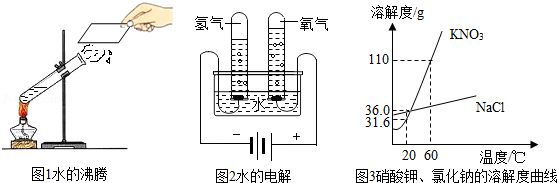 氢气
氧气
水
－
＋
溶解度/g
KNO₃
110
NaCl
36.0
31.6
20
60
温度/℃
图1水的沸腾
图2水的电解
图3硝酸钾、氯化钠的溶解度曲线